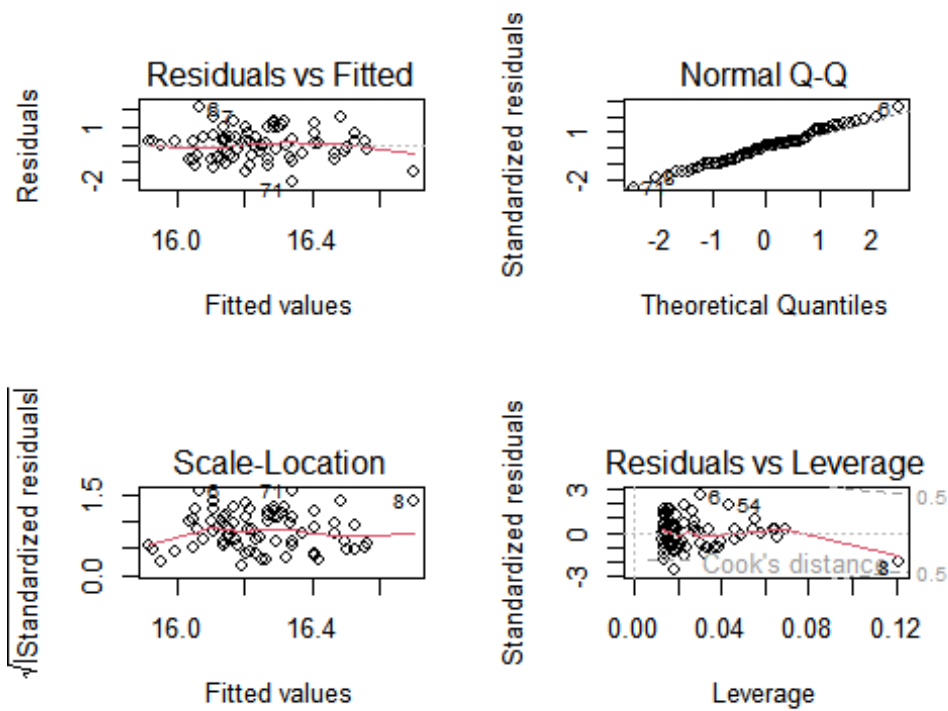 Residuals vs Fitted
Residuals
1
-2
6
7
71
16.0 16.4
Fitted values
Normal Q-Q
Standardized residuals
1
-2
6
71
8
-2 -1 0 1 2
Theoretical Quantiles
Scale-Location
√|Standardized residuals|
1.5
0.0
6
71
8
16.0 16.4
Fitted values
Residuals vs Leverage
Standardized residuals
3
0
-3
6
54
8
Cook's distance
0.5
0.5
0.00 0.04 0.08 0.12
Leverage